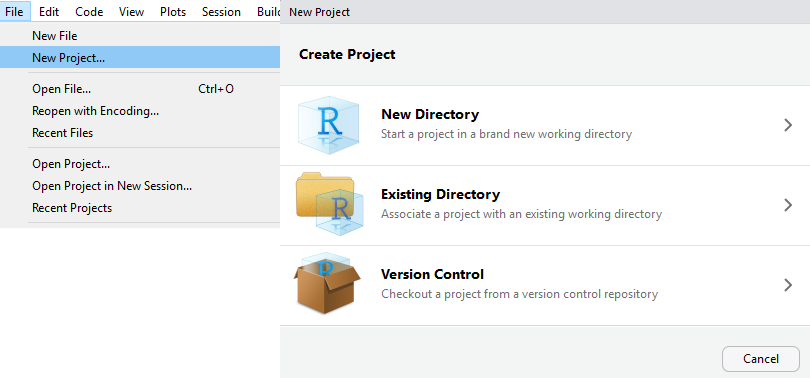 File Edit Code View Plots Session Build
New File
New Project...
Open File... Ctrl+O
Reopen with Encoding...
Recent Files
Open Project...
Open Project in New Session...
Recent Projects
New Project
Create Project
R
New Directory
Start a project in a brand new working directory
R
Existing Directory
Associate a project with an existing working directory
R
Version Control
Checkout a project from a version control repository
Cancel